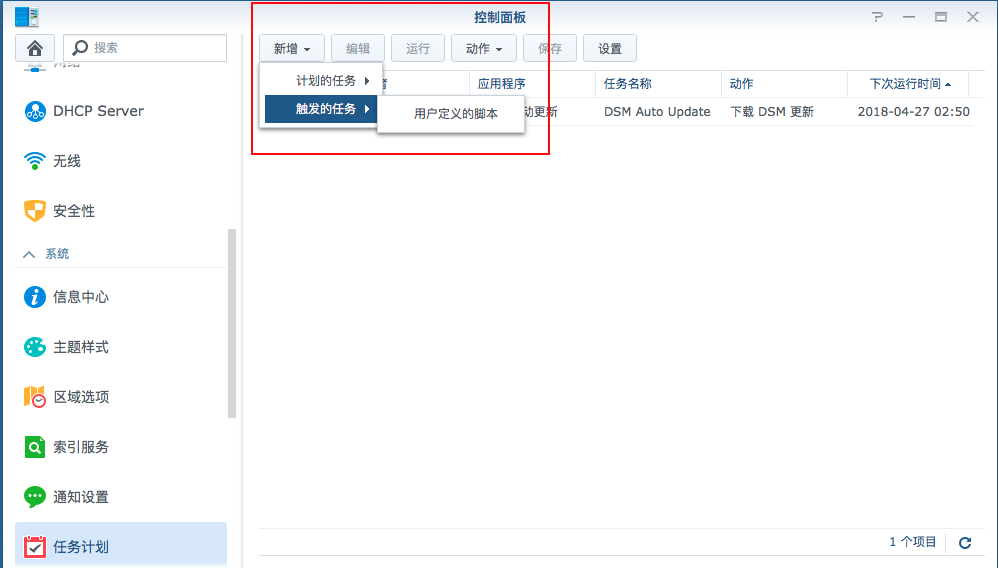 控制面板
搜索
新增
编辑
运行
动作
保存
设置
网络
计划的任务
触发的任务
用户定义的脚本
应用程序
任务名称
动作
下次运行时间
动更新
DSM Auto Update
下载 DSM 更新
2018-04-27 02:50
DHCP Server
无线
安全性
系统
信息中心
主题样式
区域选项
索引服务
通知设置
任务计划
1 个项目